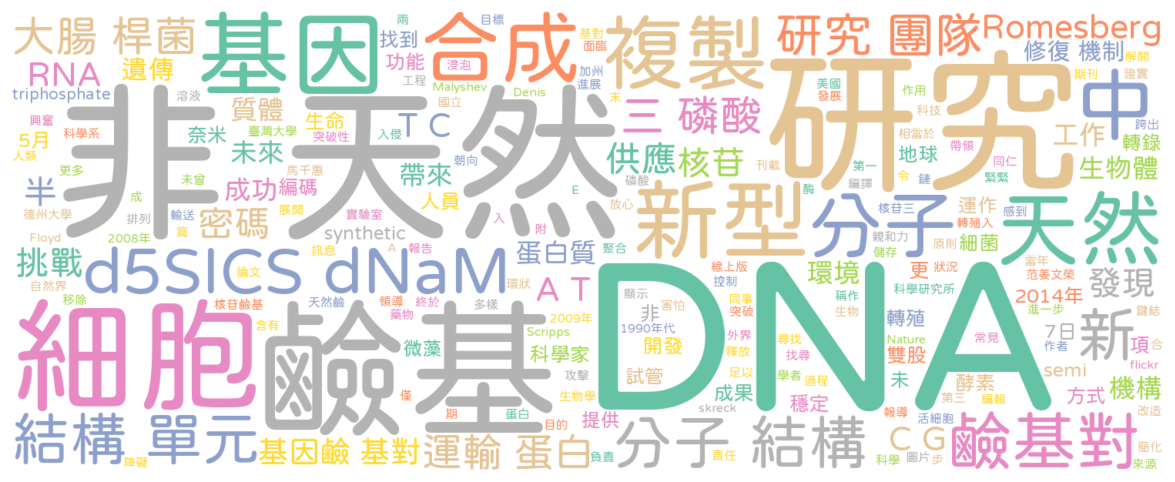 大腸 桿菌 基因 合成 複製 研究 團隊 Romesberg
RNA 遺傳 找到 功能 兩 目標 基對 面臨 浸泡 工程 加州 進展 修復 機制 解開 期刊 證實
triphosphate 溶液 質體 Malyshev Denis 國立 末 美國 發展 作用 科技
非天然 研究 中
興奮 科學系 奈米 臺灣大學 生命 突破性 T C 入侵 三 磷酸 相當於 帶領 跨出 工作 轉錄
5月 人類 未來 馬千惠 帶來 朝向 供應 核苷 第一 地球 同仁 令 鏈 編譯 刊載 緊緊 生物體
半 更多 未曾 成功 編碼 人員 E 磷酸 酶 新型 分子 天然
德州大學 成 排列 輸送 展開 實驗室 入 附 放心 核苷三 運作 感到 轉殖入
Floyd 2008年 篇 密碼 synthetic 訊息 A 報告 蛋白質 聚合 親和力 原則 細菌 儲存 當年 范姜文榮
挑戰 自然界 d5SICS dNaM 論文 環狀 線上版 控制 環境 更 狀況 科學研究所 2014年 進一步 發現
移除 核苷鹼基 天然鹼 領導 藥物 終於 多樣 A T 顯示 非 害怕 同事 突破 稱作 生物 轉殖 鍵結
細胞 鹼基 DNA 新
含有 2009年 Scripps 1990年代 外界 釋放 尋找 找尋 Nature 常見 7日 作者 項 合
微藻 科學家 開發 雙股 flickr
僅 攻擊 生物學 試管 足以 學者 過程 未 酵素 semi 機構 方式
期 蛋白 目的 提供 成果 skreck 穩定 報導 活細胞 第三 編輯 改造
結構 單元 基因鹼 基對 運輸 蛋白 分子 結構 C G 鹼基對 簡化
障礙 負責 責任 科學 圖片 步 來源